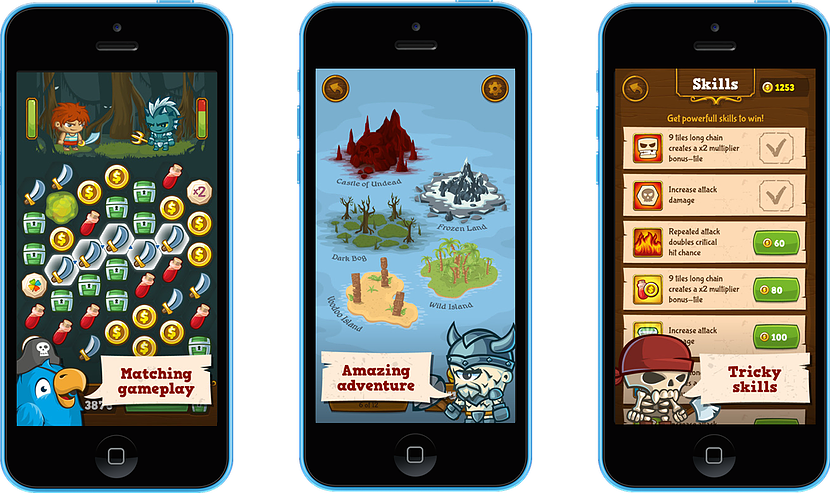 x2
Matching
gameplay
387
Castle of Undead
Frozen Land
Dark Bog
Wild Island
Voodoo Island
Amazing
adventure
6 of 12
Skills
1253
Get powerfull skills to win!
9 tiles long chain
creates a x2 multiplier
bonus-tile
Increase attack
damage
Repeated attack
doubles critical
hit chance
60
9 tiles long chain
creates a x2 multiplier
bonus-tile
80
Increase attack
100
Tricky
skills